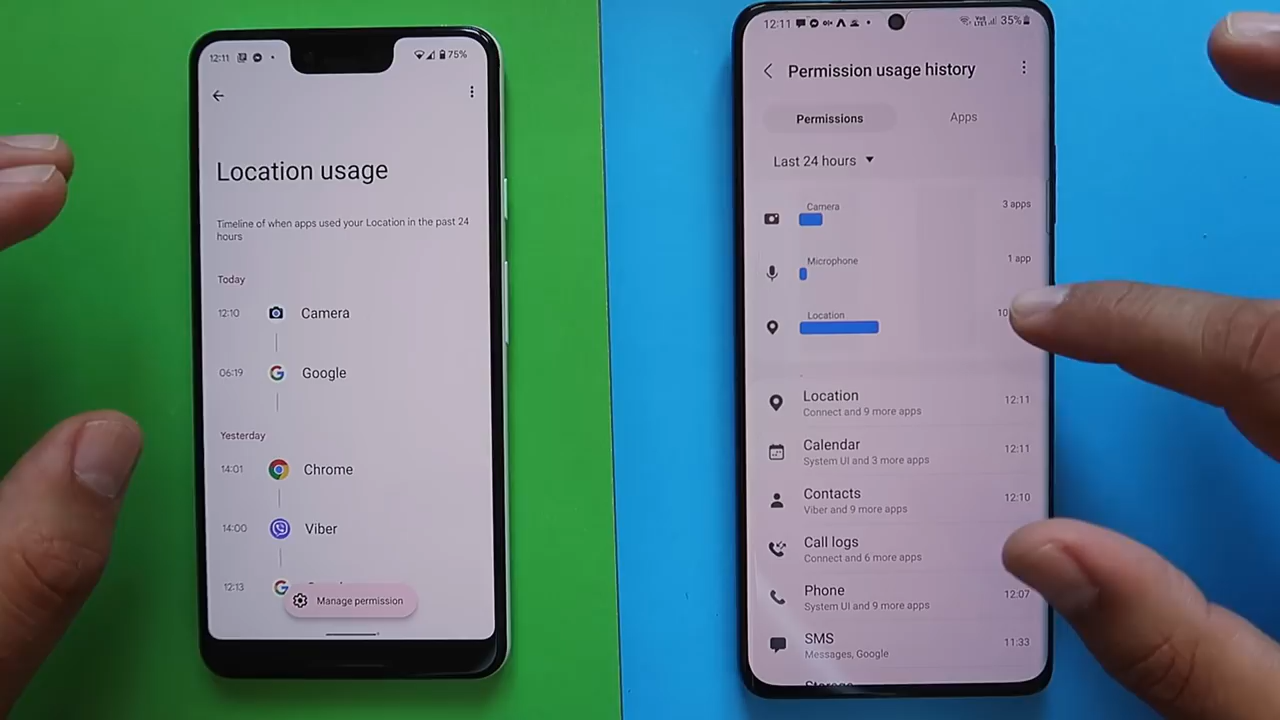 12:11
75%
Location usage
Timeline of when apps used your Location in the past 24
hours
Today
12:10 Camera
06:19 Google
Yesterday
14:01 Chrome
14:00 Viber
12:13
Manage permission
12:11
35%
Permission usage history
Permissions Apps
Last 24 hours
Camera 3 apps
Microphone 1 app
Location 10
Location 12:11
Connect and 9 more apps
Calendar 12:11
System UI and 3 more apps
Contacts 12:10
Viber and 9 more apps
Call logs
Connect and 6 more apps
Phone 12:07
System UI and 9 more apps
SMS 11:33
Messages, Google